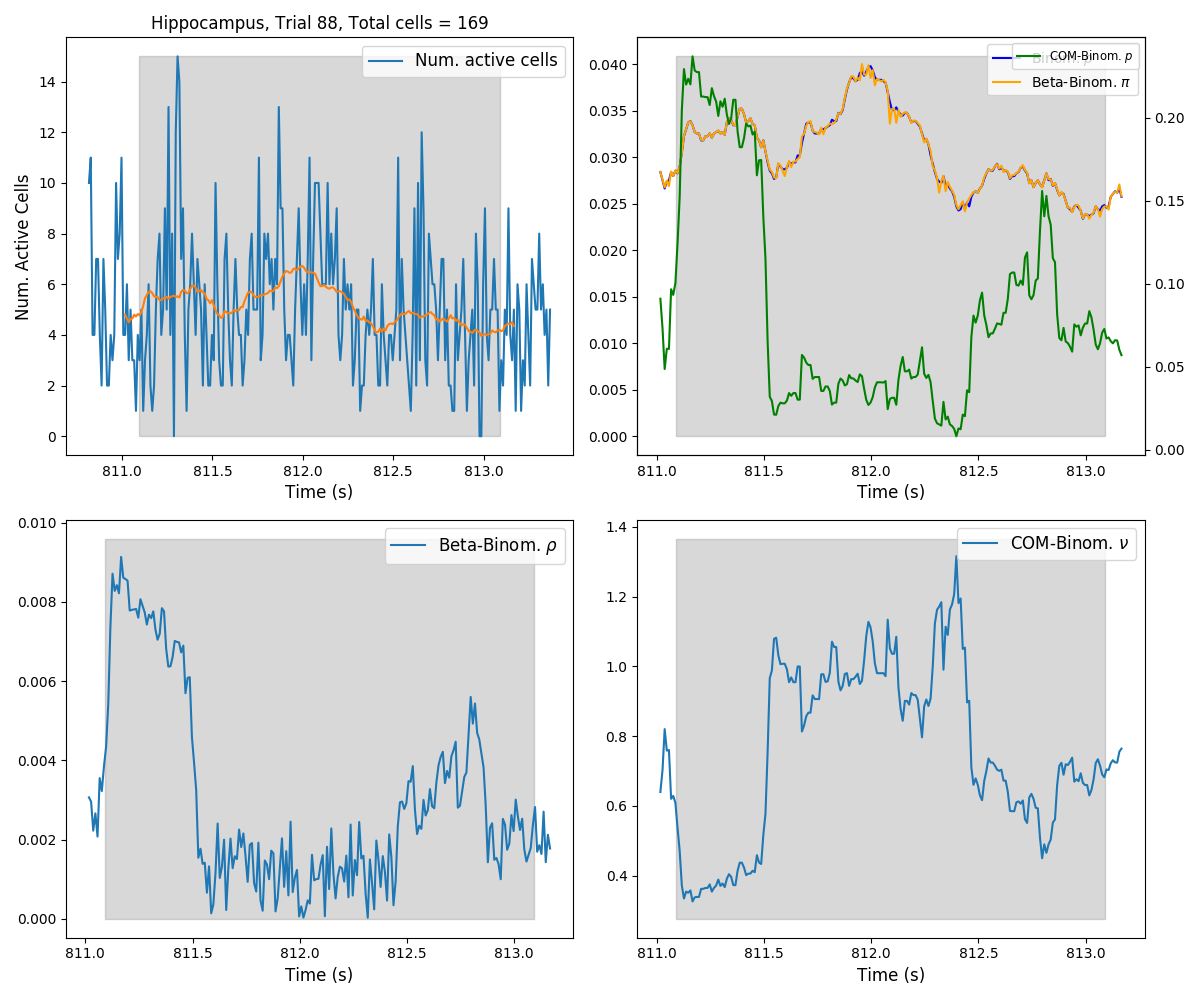 Hippocampus, Trial 88, Total cells = 169
Num. active cells
Num. Active Cells
14
12
10
8
6
4
2
0
811.0 811.5 812.0 812.5 813.0
Time (s)
COM-Binom. p
Beta-Binom. π
0.040
0.035
0.030
0.025
0.020
0.015
0.010
0.005
0.000
0.20
0.15
0.10
0.05
0.00
811.0 811.5 812.0 812.5 813.0
Time (s)
Beta-Binom. ρ
0.010
0.008
0.006
0.004
0.002
0.000
811.0 811.5 812.0 812.5 813.0
Time (s)
COM-Binom. ν
1.4
1.2
1.0
0.8
0.6
0.4
811.0 811.5 812.0 812.5 813.0
Time (s)